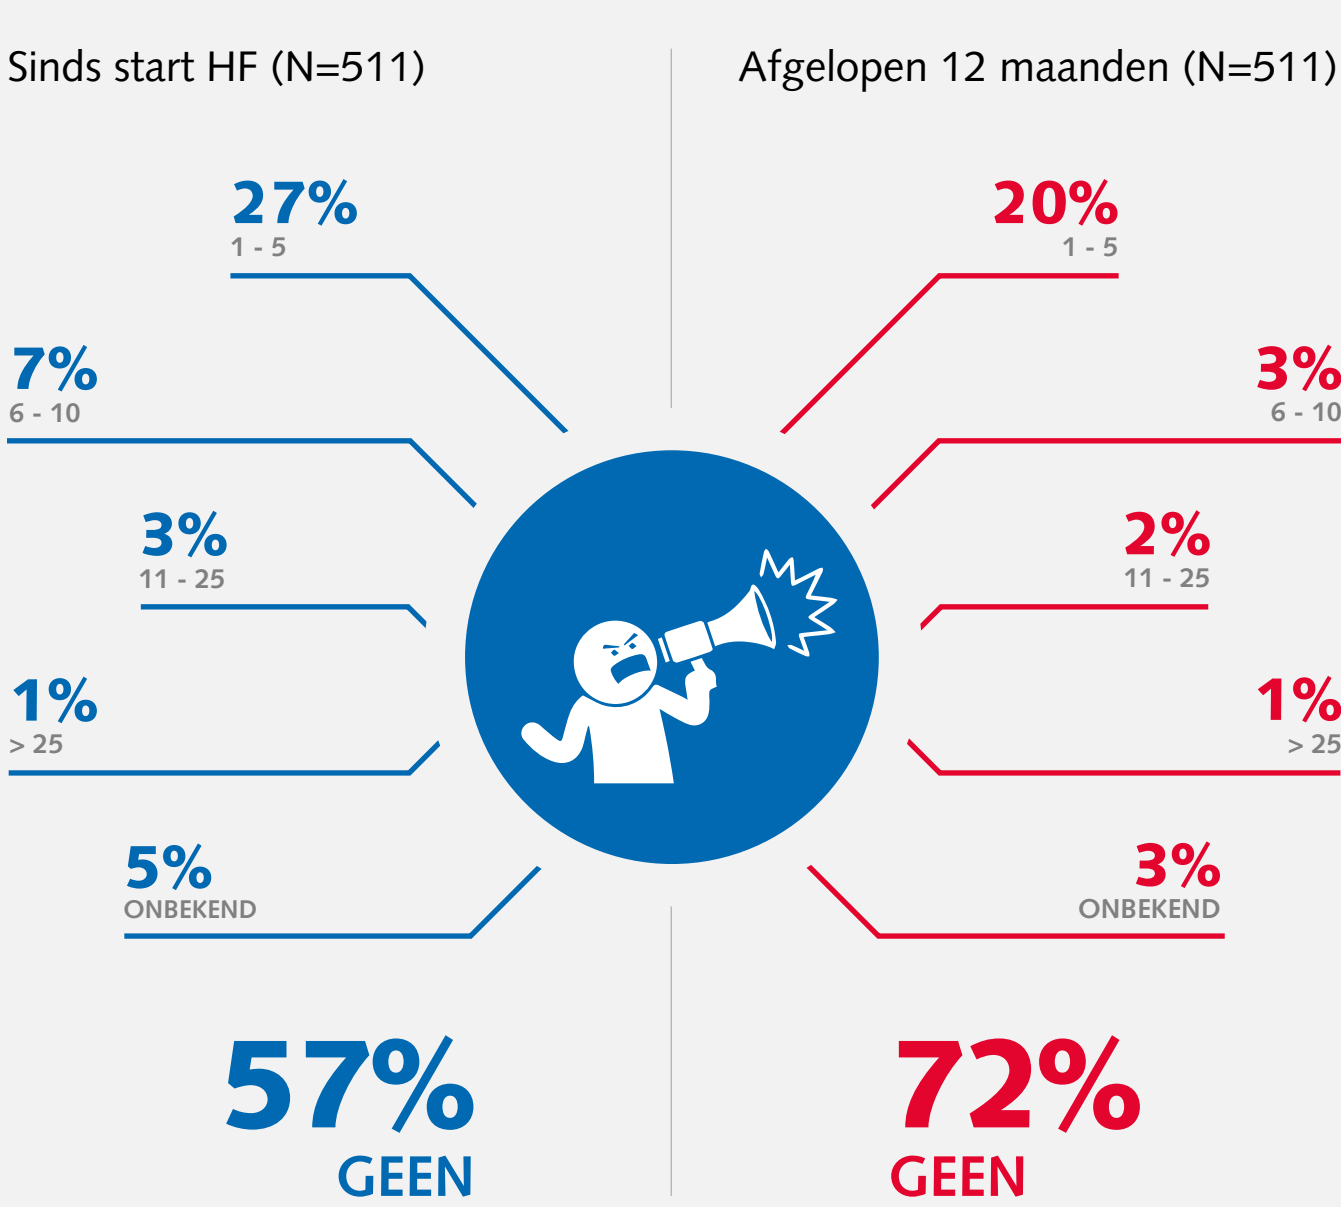 Sinds start HF (N=511)
27%
1 - 5
7%
6 - 10
3%
11 - 25
1%
> 25
5%
ONBEKEND
57%
GEEN
Afgelopen 12 maanden (N=511)
20%
1 - 5
3%
6 - 10
2%
11 - 25
1%
> 25
3%
ONBEKEND
72%
GEEN